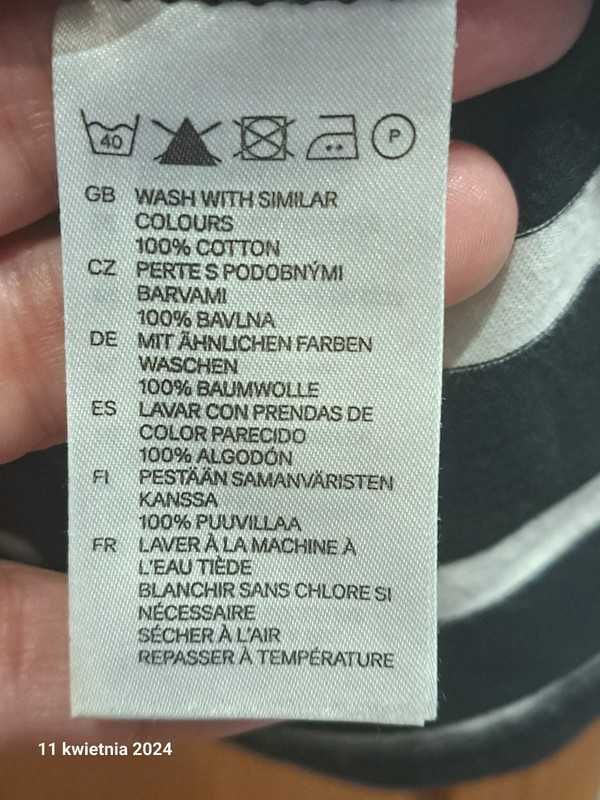 40
P
GB WASH WITH SIMILAR
COLOURS
100% COTTON
CZ PERTE S PODOBNÝMI
BARVAMI
100% BAVLNA
DE MIT ÄHNLICHEN FARBEN
WASCHEN
100% BAUMWOLLE
ES LAVAR CON PRENDAS DE
COLOR PARECIDO
100% ALGODÓN
FI PESTÄÄN SAMANVÄRISTEN
KANSSA
100% PUUVILLAA
FR LAVER À LA MACHINE À
L'EAU TIÈDE
BLANCHIR SANS CHLORE SI
NÉCESSAIRE
SÉCHER À L'AIR
REPASSER À TEMPÉRATURE
11 kwietnia 2024